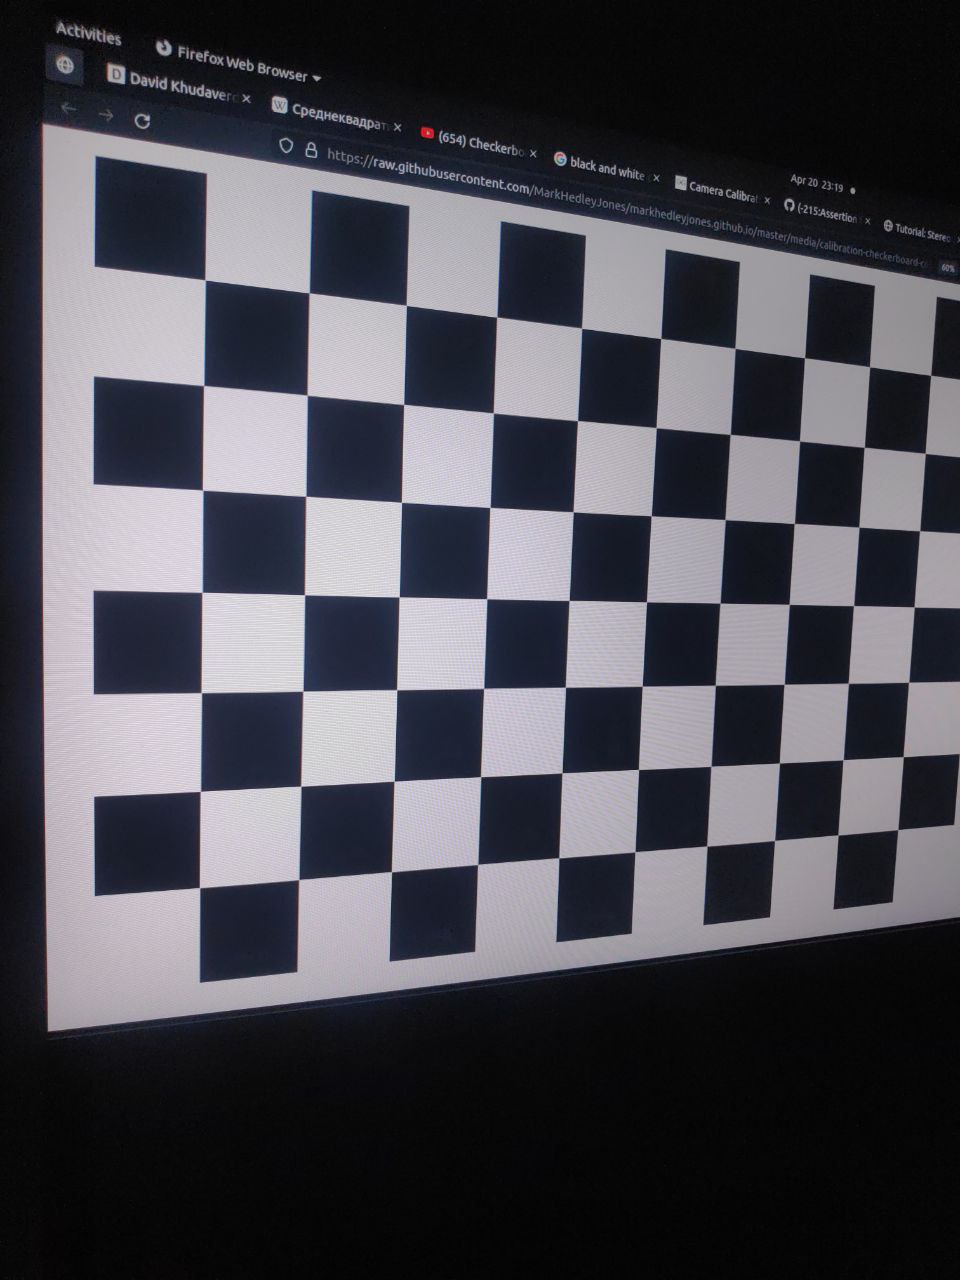 Activities
Firefox Web Browser
Apr 20 23:19
David Khudaver
Среднеквадрат
(654) Checkerbo
black and white
Camera Calibra
(-215:Assertion
Tutorial: Stereo
https://raw.githubusercontent.com/MarkHedleyJones/markhedleyjones.github.io/master/media/calibration-checkerboard-c
60%